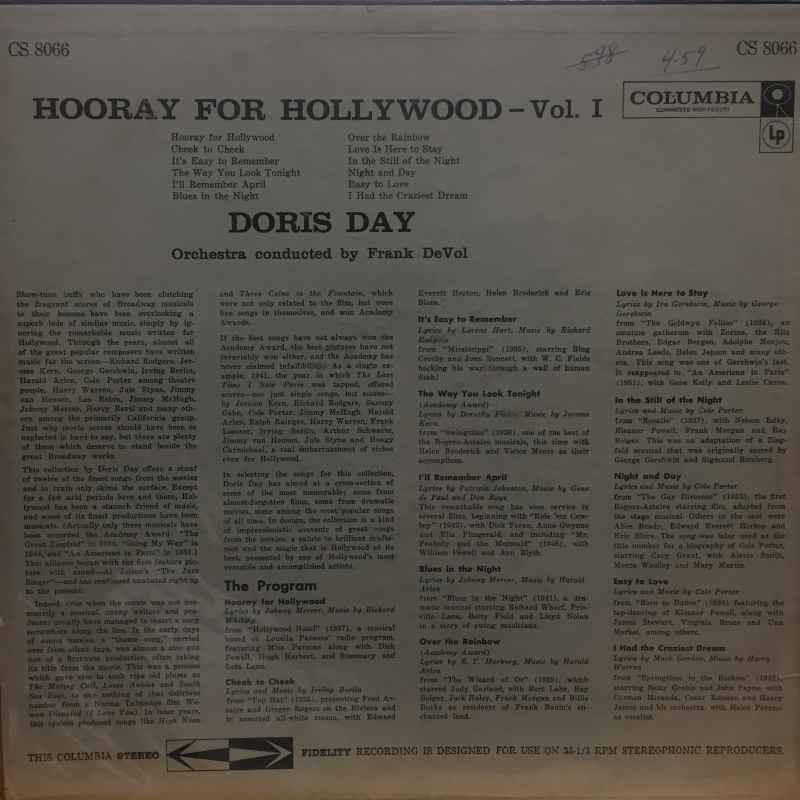 CS 8066
5.98
4.59
CS 8066
HOORAY FOR HOLLYWOOD – Vol. I
COLUMBIA
GUARANTEED HIGH-FIDELITY
Lp
Hooray for Hollywood
Cheek to Cheek
It's Easy to Remember
The Way You Look Tonight
I'll Remember April
Blues in the Night
Over the Rainbow
Love Is Here to Stay
In the Still of the Night
Night and Day
Easy to Love
I Had the Craziest Dream
DORIS DAY
Orchestra conducted by Frank DeVol
Show-tune buffs who have been clutching
the fragrant scores of Broadway musicals
to their bosoms have been overlooking a
superb lode of similar music, simply by ig-
noring the remarkable music written for
Hollywood. Through the years, almost all
of the great popular composers have written
music for the screen—Richard Rodgers, Jer-
ome Kern, George Gershwin, Irving Berlin,
Harold Arlen, Cole Porter among theatre
people, Harry Warren, Jule Styne, Jimmy
van Heusen, Leo Robin, Jimmy McHugh,
Johnny Mercer, Harry Revel and many oth-
ers among the primarily California group.
Just why movie scores should have been so
neglected is hard to say, but there are plenty
of them which deserve to stand beside the
great Broadway works.
This collection by Doris Day offers a sheaf
of twelve of the finest songs from the movies
and in truth only skims the surface. Except
for a few arid periods here and there, Hol-
lywood has been a staunch friend of music,
and some of its finest productions have been
musicals. (Actually only three musicals have
been accorded the Academy Award: "The
Great Ziegfeld" in 1936, "Going My Way" in
1944, and "An American in Paris" in 1951.)
This alliance began with the first feature pic-
ture with sound—Al Jolson's "The Jazz
Singer"—and has continued unabated right up
to the present.
Indeed, even when the movie was not nec-
essarily a musical, canny writers and pro-
ducers usually have managed to insert a song
somewhere along the line. In the early days
of sound movies, a "theme song," carried
over from silent days, was almost a sine qua
non of a first-rate production, often taking
its title from the movie. This was a process
which gave rise to such ripe old plums as
The Mating Call, Loose Ankles and South
Sea Rose, to say nothing of that delirious
number from a Norma Talmadge film Wo-
man Disputed (I Love You). In later years,
this system produced songs like High Noon
and Three Coins in the Fountain, which
were not only related to the film, but were
fine songs in themselves, and won Academy
Awards.
If the best songs have not always won the
Academy Award, the best pictures have not
invariably won either, and the Academy has
never claimed infallibility. As a single ex-
ample, 1941, the year in which The Last
Time I Saw Paris was tapped, offered
scores—not just single songs, but scores—
by Jerome Kern, Richard Rodgers, Sammy
Cahn, Cole Porter, Jimmy McHugh, Harold
Arlen, Ralph Rainger, Harry Warren, Frank
Loesser, Irving Berlin, Arthur Schwartz,
Jimmy van Heusen, Jule Styne and Hoagy
Carmichael, a real embarrassment of riches
even for Hollywood.
In selecting the songs for this collection,
Doris Day has aimed at a cross-section of
some of the most memorable; some from
almost-forgotten films, some from dramatic
movies, some among the most popular songs
of all time. In design, the collection is a kind
of impressionistic souvenir of great songs
from the movies, a salute to brilliant crafts-
men and the magic that is Hollywood at its
best, presented by one of Hollywood's most
versatile and accomplished artists.
The Program
Hooray for Hollywood
Lyrics by Johnny Mercer, Music by Richard
Whiting
from "Hollywood Hotel" (1937), a musical
based on Louella Parsons' radio program,
featuring Miss Parsons along with Dick
Powell, Hugh Herbert, and Rosemary and
Lola Lane.
Cheek to Cheek
Lyrics and Music by Irving Berlin
from "Top Hat" (1935), presenting Fred As-
taire and Ginger Rogers on the Riviera and
in assorted all-white rooms, with Edward
Everett Horton, Helen Broderick and Eric
Blore.
It's Easy to Remember
Lyrics by Lorenz Hart, Music by Richard
Rodgers
from "Mississippi" (1935), starring Bing
Crosby and Joan Bennett, with W. C. Fields
hacking his way through a wall of human
flesh!
The Way You Look Tonight
(Academy Award)
Lyrics by Dorothy Fields, Music by Jerome
Kern
from "Swingtime" (1936), one of the best of
the Rogers-Astaire musicals, this time with
Helen Broderick and Victor Moore as their
accomplices.
I'll Remember April
Lyrics by Patricia Johnston, Music by Gene
de Paul and Don Raye
This remarkable song has seen service in
several films, beginning with "Ride 'em Cow-
boy" (1942), with Dick Foran, Anne Gwynne
and Ella Fitzgerald, and including "Mr.
Peabody and the Mermaid" (1948), with
William Powell and Ann Blyth.
Blues in the Night
Lyrics by Johnny Mercer, Music by Harold
Arlen
from "Blues in the Night" (1941), a dra-
matic musical starring Richard Whorf, Pris-
cilla Lane, Betty Field and Lloyd Nolan
in a story of swing musicians.
Over the Rainbow
(Academy Award)
Lyrics by E. Y. Harburg, Music by Harold
Arlen
from "The Wizard of Oz" (1939), which
starred Judy Garland, with Bert Lahr, Ray
Bolger, Jack Haley, Frank Morgan and Billie
Burke as residents of Frank Baum's en-
chanted land.
Love Is Here to Stay
Lyrics by Ira Gershwin, Music by George
Gershwin
from "The Goldwyn Follies" (1938), an
omnium gatherum with Zorina, the Ritz
Brothers, Edgar Bergen, Adolphe Menjou,
Andrea Leeds, Helen Jepson and many oth-
ers. This song was one of Gershwin's last.
It reappeared in "An American in Paris"
(1951), with Gene Kelly and Leslie Caron.
In the Still of the Night
Lyrics and Music by Cole Porter
from "Rosalie" (1937), with Nelson Eddy,
Eleanor Powell, Frank Morgan and Ray
Bolger. This was an adaptation of a Zieg-
feld musical that was originally scored by
George Gershwin and Sigmund Romberg.
Night and Day
Lyrics and Music by Cole Porter
from "The Gay Divorcee" (1932), the first
Rogers-Astaire starring film, adapted from
the stage musical. Others in the cast were
Alice Brady, Edward Everett Horton and
Eric Blore. The song was later used as the
title number for a biography of Cole Porter,
starring Cary Grant, with Alexis Smith,
Monte Woolley and Mary Martin.
Easy to Love
Lyrics and Music by Cole Porter
from "Born to Dance" (1936) featuring the
tap-dancing of Eleanor Powell, along with
James Stewart, Virginia Bruce and Una
Merkel, among others.
I Had the Craziest Dream
Lyrics by Mack Gordon, Music by Harry
Warren
from "Springtime in the Rockies" (1942),
starring Betty Grable and John Payne, with
Carmen Miranda, Cesar Romero and Harry
James and his orchestra, with Helen Forrest
as vocalist.
THIS COLUMBIA STEREO FIDELITY RECORDING IS DESIGNED FOR USE ON 33-1/3 RPM STEREOPHONIC REPRODUCERS.